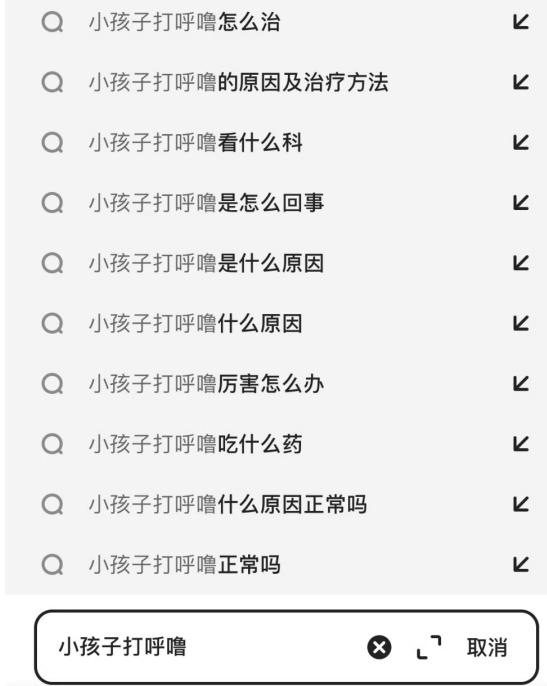 小孩子打呼噜怎么治
小孩子打呼噜的原因及治疗方法
小孩子打呼噜看什么科
小孩子打呼噜是怎么回事
小孩子打呼噜是什么原因
小孩子打呼噜什么原因
小孩子打呼噜厉害怎么办
小孩子打呼噜吃什么药
小孩子打呼噜什么原因正常吗
小孩子打呼噜正常吗
小孩子打呼噜 取消